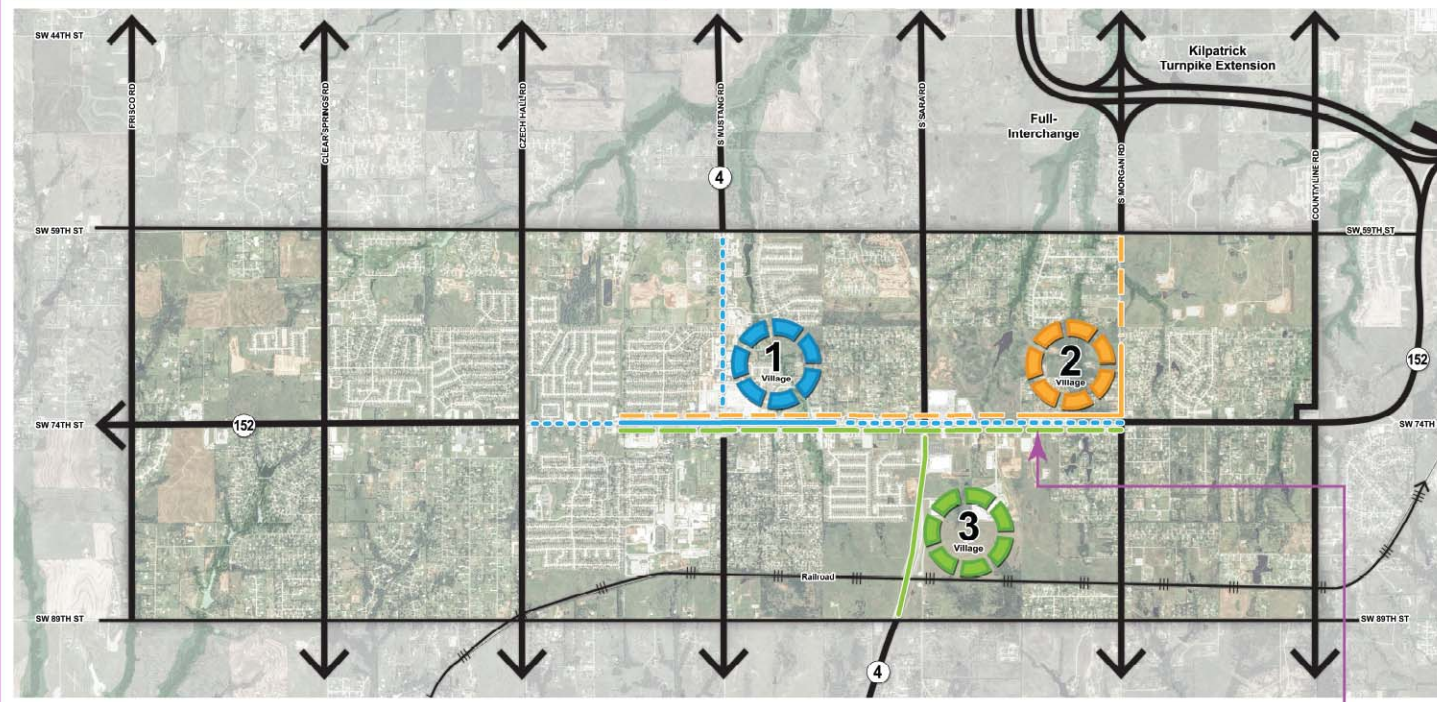 SW 44TH ST
Kilpatrick
Turnpike Extension
FRISCO RD
CLEAR SPRINGS RD
CZECH HALL RD
S MUSTANG RD
S SARA RD
Full-
Interchange
S MORGAN RD
COUNTY LINE RD
4
SW 59TH ST
SW 59TH ST
1
Village
2
Village
152
SW 74TH ST
152
SW 74TH
3
Village
Railroad
SW 89TH ST
SW 89TH ST
4